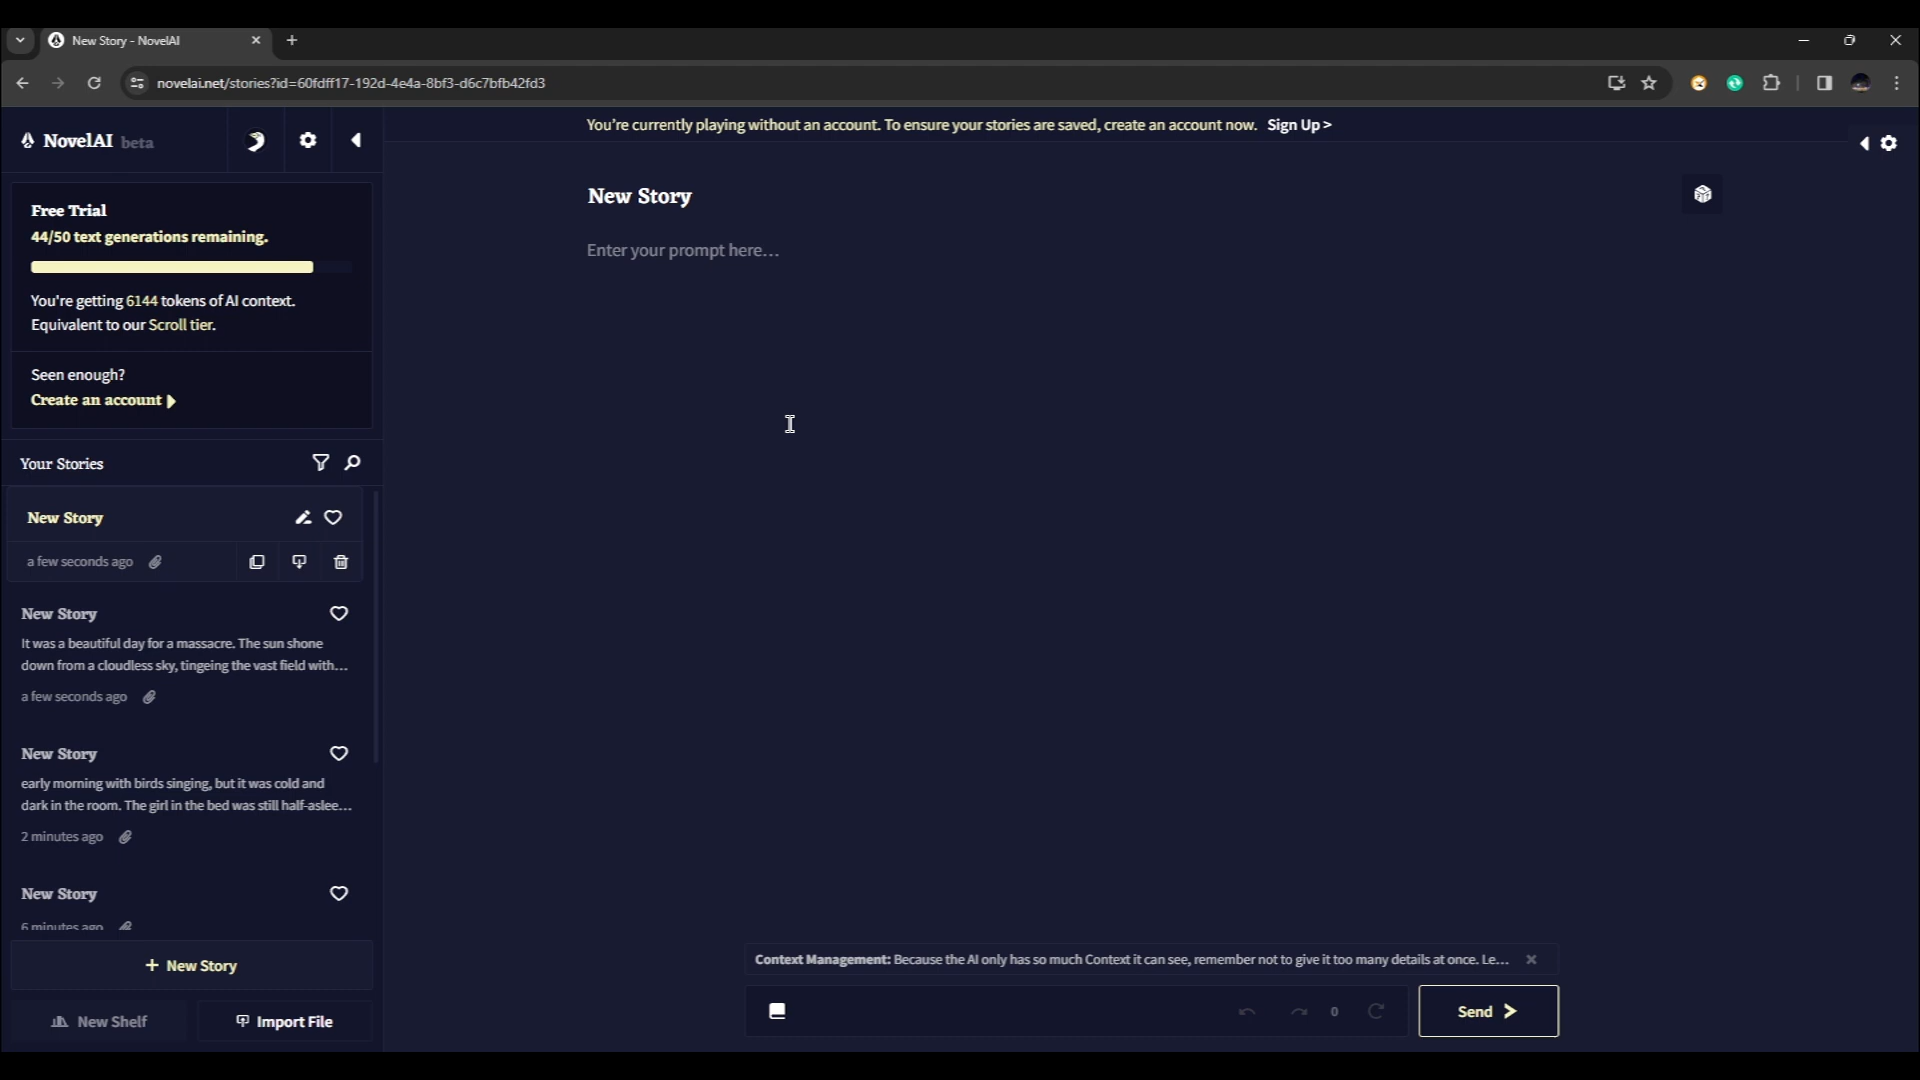 New Story - NovelAI
novelai.net/stories?id=60fdff17-192d-4e4a-8bf3-d6c7bfb42fd3
NovelAI beta
You're currently playing without an account. To ensure your stories are saved, create an account now. Sign Up >
Free Trial
44/50 text generations remaining.
You're getting 6144 tokens of AI context.
Equivalent to our Scroll tier.
Seen enough?
Create an account
Your Stories
New Story
a few seconds ago
New Story
It was a beautiful day for a massacre. The sun shone
down from a cloudless sky, tingeing the vast field with...
a few seconds ago
New Story
early morning with birds singing, but it was cold and
dark in the room. The girl in the bed was still half-aslee...
2 minutes ago
New Story
6 minutes ago
+ New Story
New Shelf
Import File
New Story
Enter your prompt here...
Context Management: Because the AI only has so much Context it can see, remember not to give it too many details at once. Le...
0
Send >